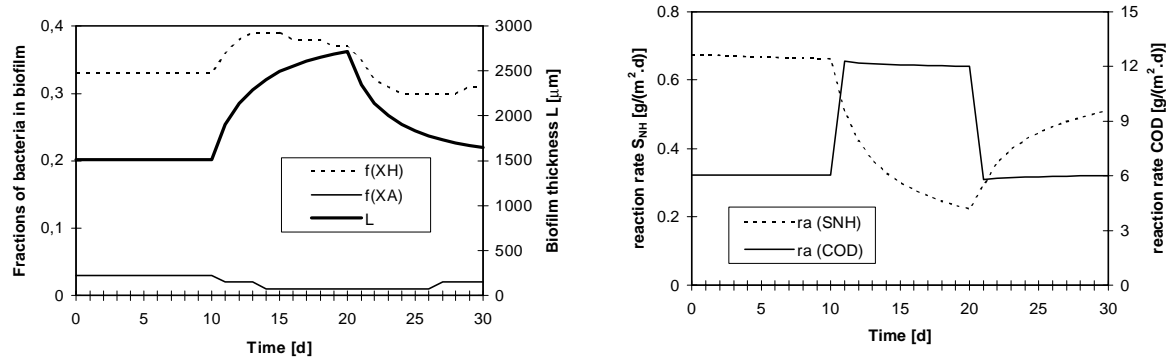 Fractions of bacteria in biofilm
0,4
0,3
0,2
0,1
0
3000
2500
2000
1500
1000
500
0
Biofilm thickness L [µm]
f(XH)
f(XA)
L
0 5 10 15 20 25 30
Time [d]
reaction rate S_NH [g/(m².d)]
0.8
0.6
0.4
0.2
0.0
15
12
9
6
3
0
reaction rate COD [g/(m².d)]
ra (SNH)
ra (COD)
0 5 10 15 20 25 30
Time [d]